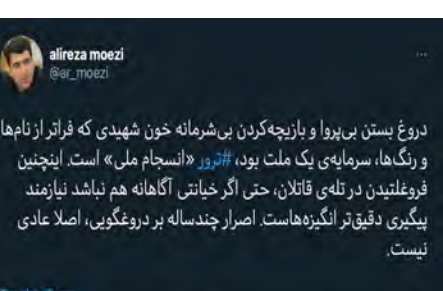 alireza moezi
@ar_moezi
دروغ بستن بی‌پروا و بازیچه‌کردن بی‌شرمانه خون شهیدی که فراتر از نام‌ها
و رنگ‌ها، سرمایه‌ی یک ملت بود، #ترور «انسجام ملی» است. اینچنین
فروغلتیدن در تله‌ی قاتلان، حتی اگر خیانتی آگاهانه هم نباشد نیازمند
پیگیری دقیق‌تر انگیزه‌هاست. اصرار چندساله بر دروغگویی، اصلا عادی
نیست.